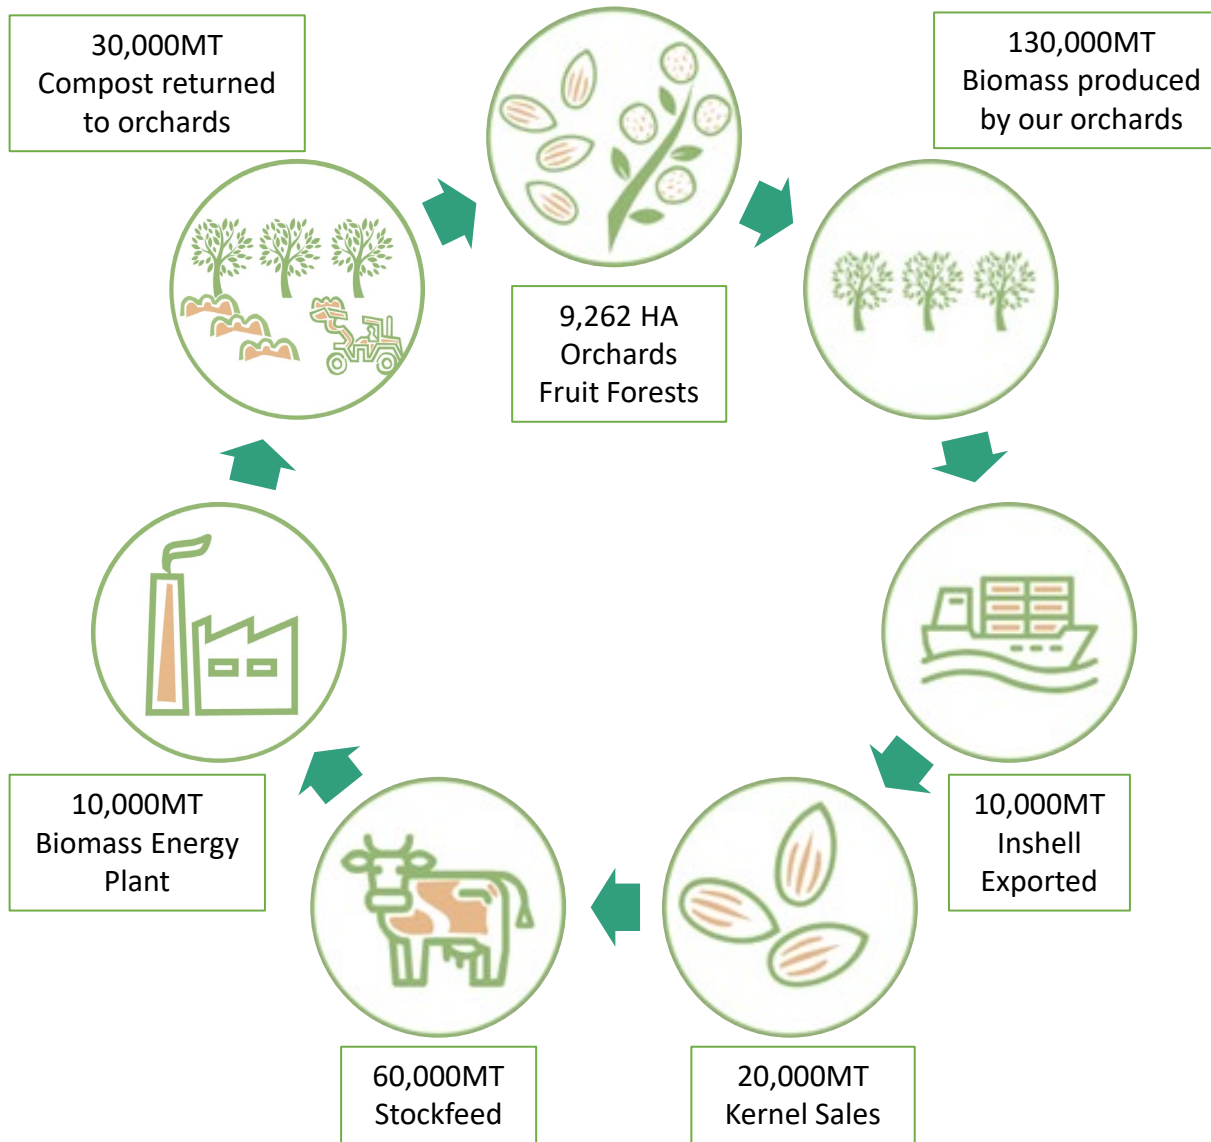 30,000MT
Compost returned
to orchards
130,000MT
Biomass produced
by our orchards
9,262 HA
Orchards
Fruit Forests
10,000MT
Biomass Energy
Plant
10,000MT
Inshell
Exported
60,000MT
Stockfeed
20,000MT
Kernel Sales